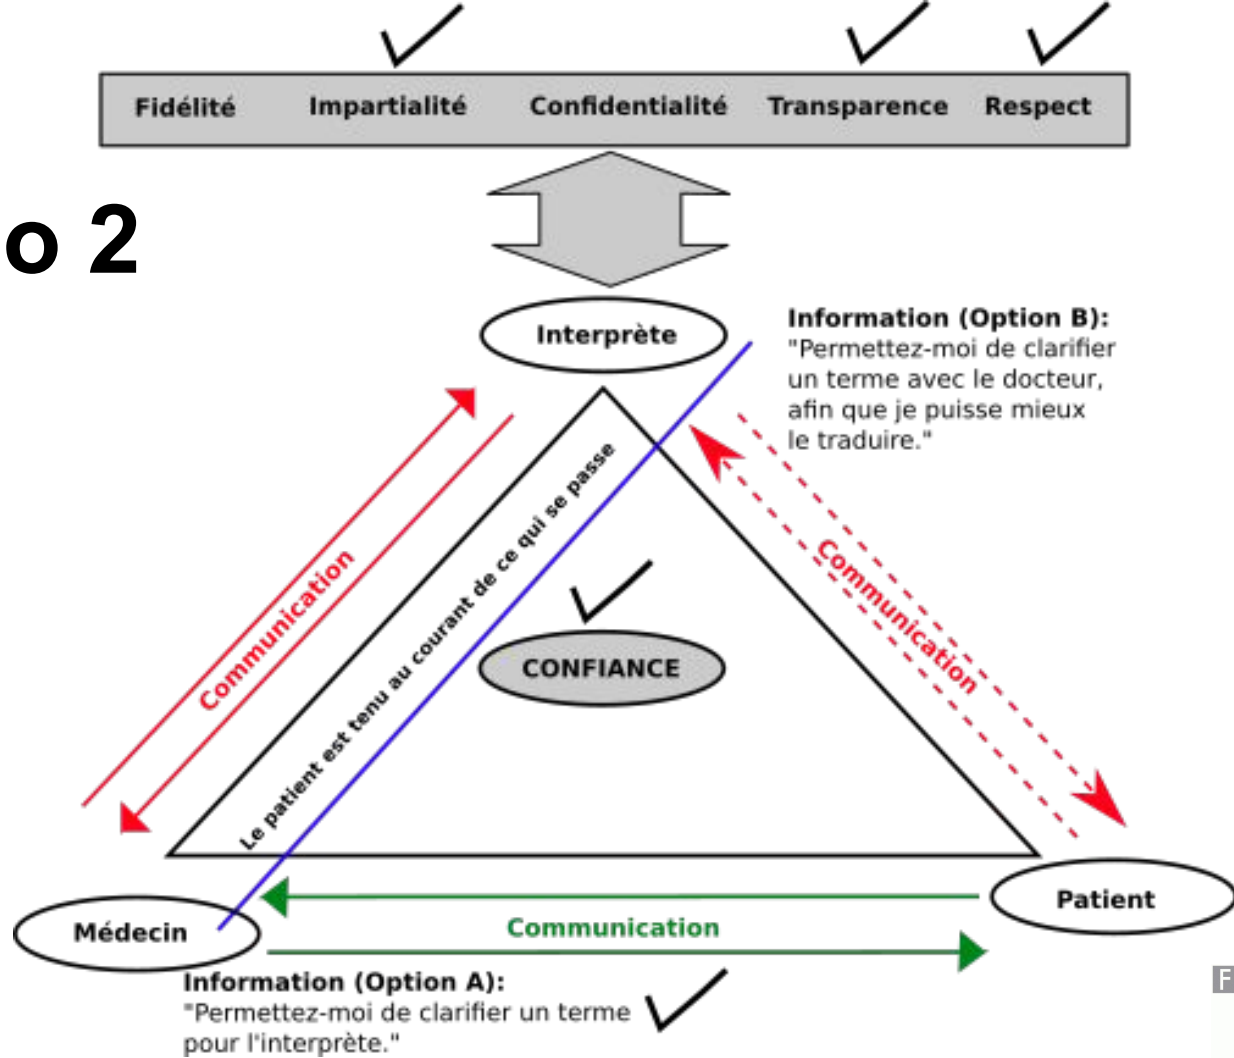 Fidélité Impartialité Confidentialité Transparence Respect
o 2
Interprète
Information (Option B):
"Permettez-moi de clarifier
un terme avec le docteur,
afin que je puisse mieux
le traduire."
Communication
Le patient est tenu au courant de ce qui se passe
Communication
CONFIANCE
Médecin
Communication
Patient
Information (Option A):
"Permettez-moi de clarifier un terme
pour l'interprète."
F